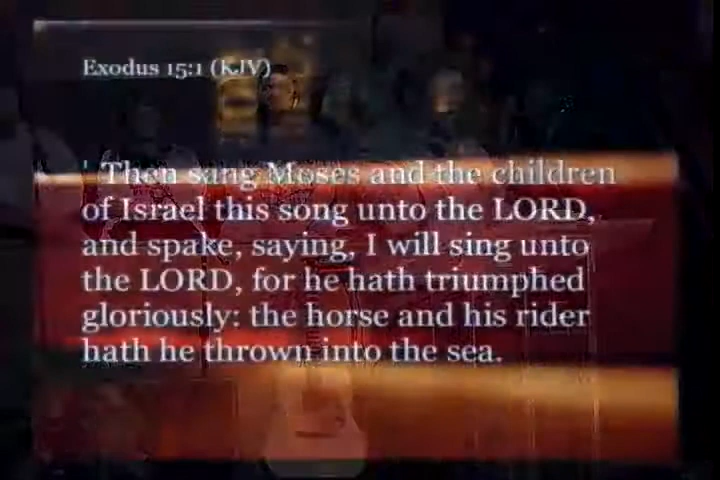 Exodus 15:1 (KJV)
1 Then sang Moses and the children
of Israel this song unto the LORD,
and spake, saying, I will sing unto
the LORD, for he hath triumphed
gloriously: the horse and his rider
hath he thrown into the sea.